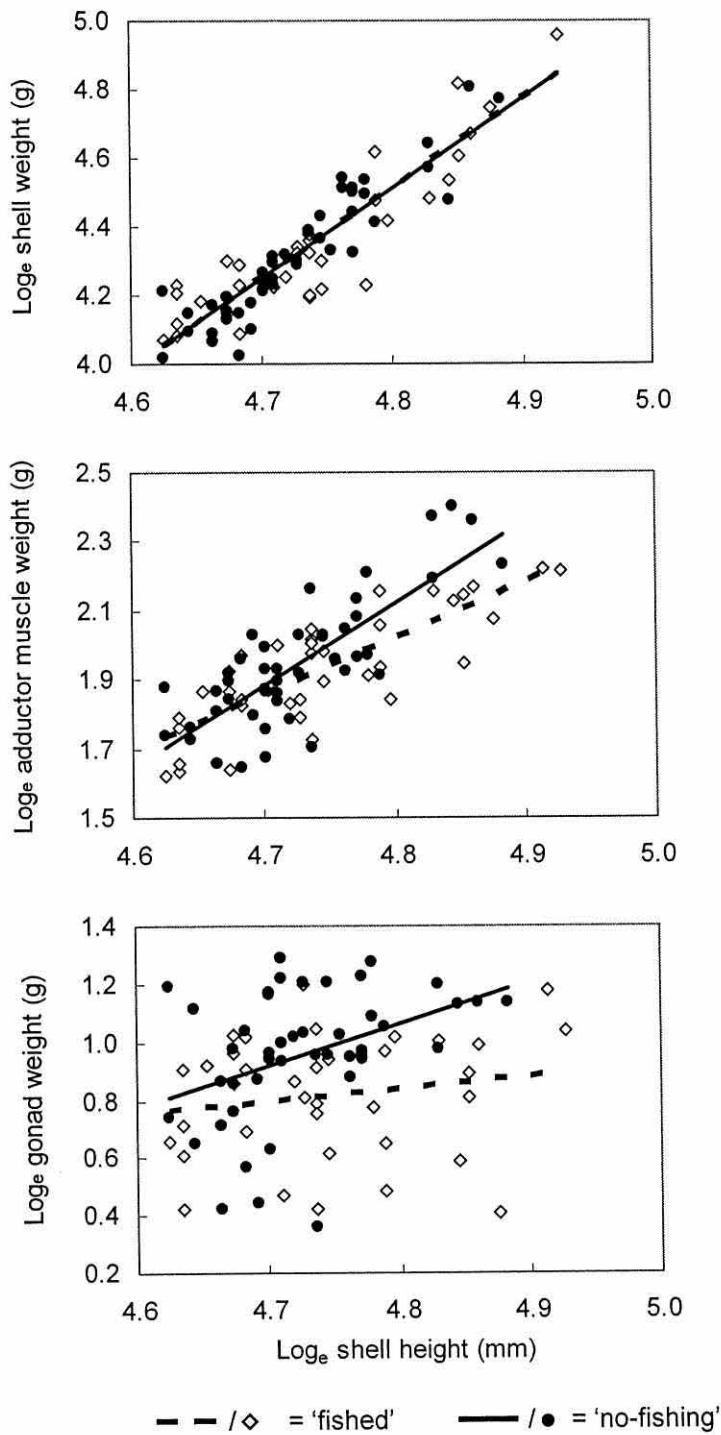 Logₑ shell weight (g)
5.0
4.8
4.6
4.4
4.2
4.0
4.6 4.7 4.8 4.9 5.0
Logₑ adductor muscle weight (g)
2.5
2.3
2.1
1.9
1.7
1.5
4.6 4.7 4.8 4.9 5.0
Logₑ gonad weight (g)
1.4
1.2
1.0
0.8
0.6
0.4
0.2
4.6 4.7 4.8 4.9 5.0
Logₑ shell height (mm)
/ = 'fished' / = 'no-fishing'